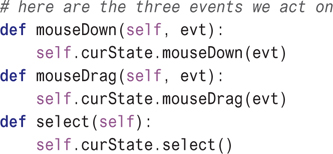 # here are the three events we act on
def mouseDown(self, evt):
    self.curState.mouseDown(evt)
def mouseDrag(self, evt):
    self.curState.mouseDrag(evt)
def select(self):
    self.curState.select()